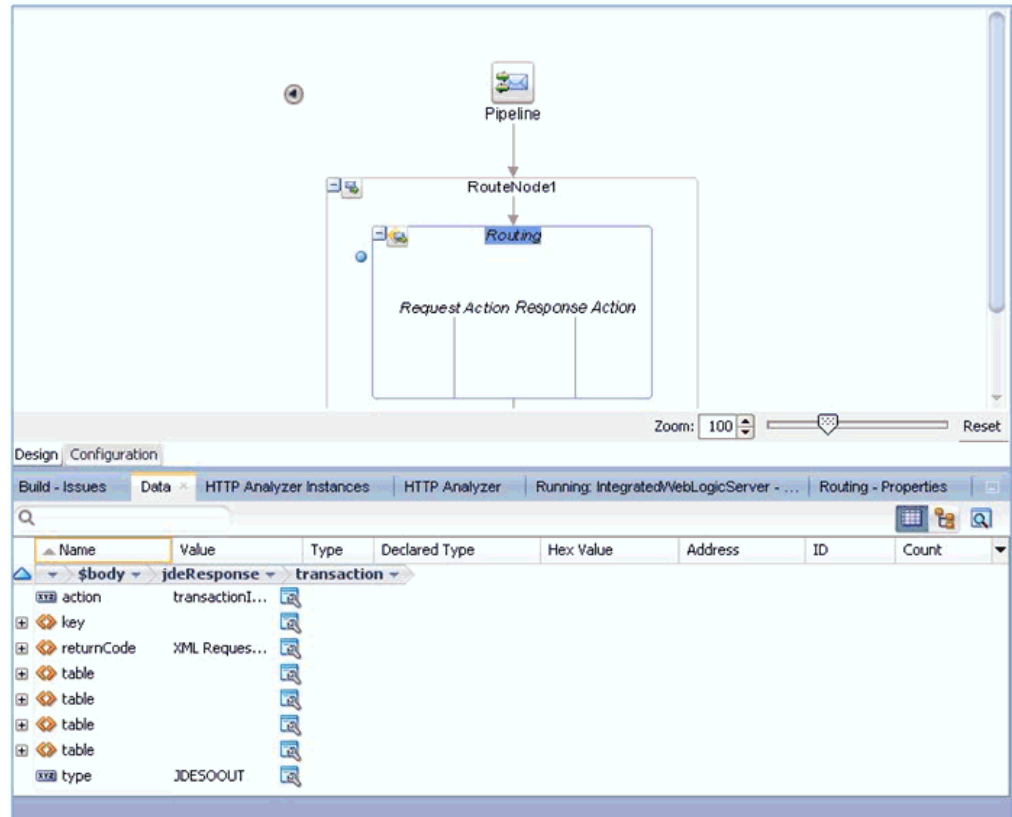 Pipeline
RouteNode1
Routing
Request Action Response Action
Zoom: 100 Reset
Design Configuration
Build - Issues Data HTTP Analyzer Instances HTTP Analyzer Running: IntegratedWebLogicServer - ... Routing - Properties
Name Value Type Declared Type Hex Value Address ID Count
$body jdeResponse transaction
action transactionI...
key
returnCode XML Reques...
table
table
table
table
type JDESOOUT